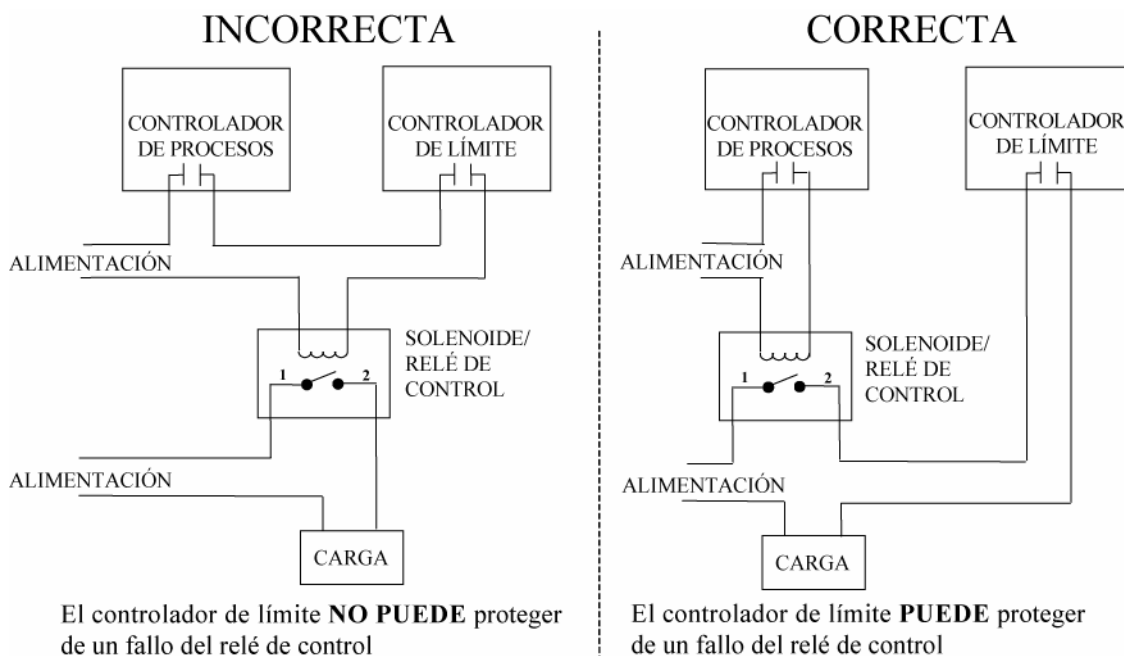 INCORRECTA
CONTROLADOR
DE PROCESOS
CONTROLADOR
DE LÍMITE
ALIMENTACIÓN
SOLENOIDE/
RELÉ DE
CONTROL
1
2
ALIMENTACIÓN
CARGA
El controlador de límite NO PUEDE proteger
de un fallo del relé de control
CORRECTA
CONTROLADOR
DE PROCESOS
CONTROLADOR
DE LÍMITE
ALIMENTACIÓN
SOLENOIDE/
RELÉ DE
CONTROL
1
2
ALIMENTACIÓN
CARGA
El controlador de límite PUEDE proteger
de un fallo del relé de control